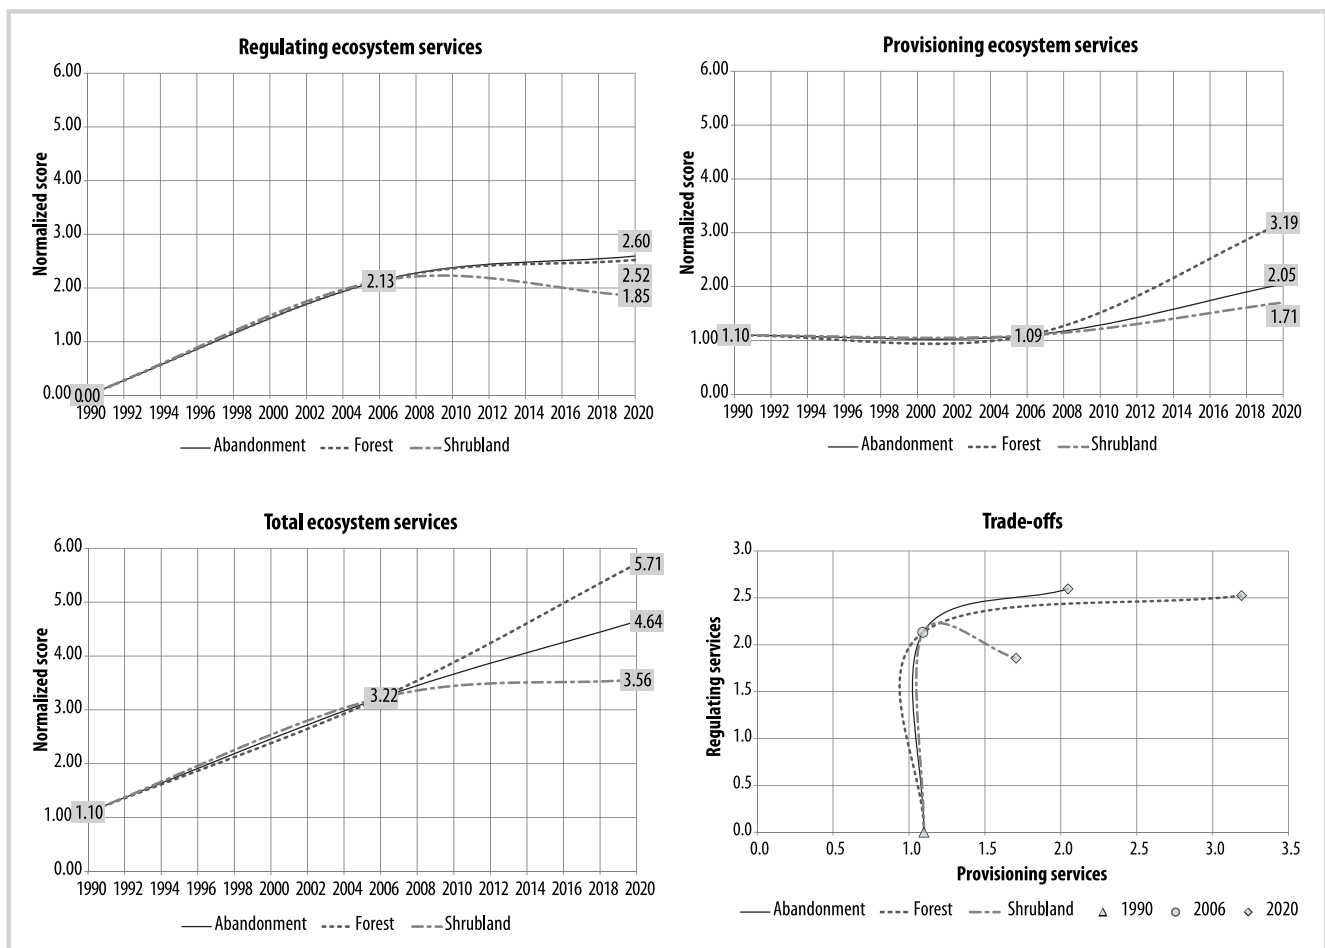 Regulating ecosystem services
Normalized score
6.00
5.00
4.00
3.00
2.00
1.00
0.00
0.00
2.13
2.60
2.52
1.85
1990 1992 1994 1996 1998 2000 2002 2004 2006 2008 2010 2012 2014 2016 2018 2020
Abandonment Forest Shrubland
Provisioning ecosystem services
Normalized score
6.00
5.00
4.00
3.00
2.00
1.00
0.00
1.10
1.09
3.19
2.05
1.71
1990 1992 1994 1996 1998 2000 2002 2004 2006 2008 2010 2012 2014 2016 2018 2020
Abandonment Forest Shrubland
Total ecosystem services
Normalized score
6.00
5.00
4.00
3.00
2.00
1.00
0.00
1.10
3.22
5.71
4.64
3.56
1990 1992 1994 1996 1998 2000 2002 2004 2006 2008 2010 2012 2014 2016 2018 2020
Abandonment Forest Shrubland
Trade-offs
Regulating services
3.0
2.5
2.0
1.5
1.0
0.5
0.0
0.0 0.5 1.0 1.5 2.0 2.5 3.0 3.5
Provisioning services
Abandonment Forest Shrubland 1990 2006 2020